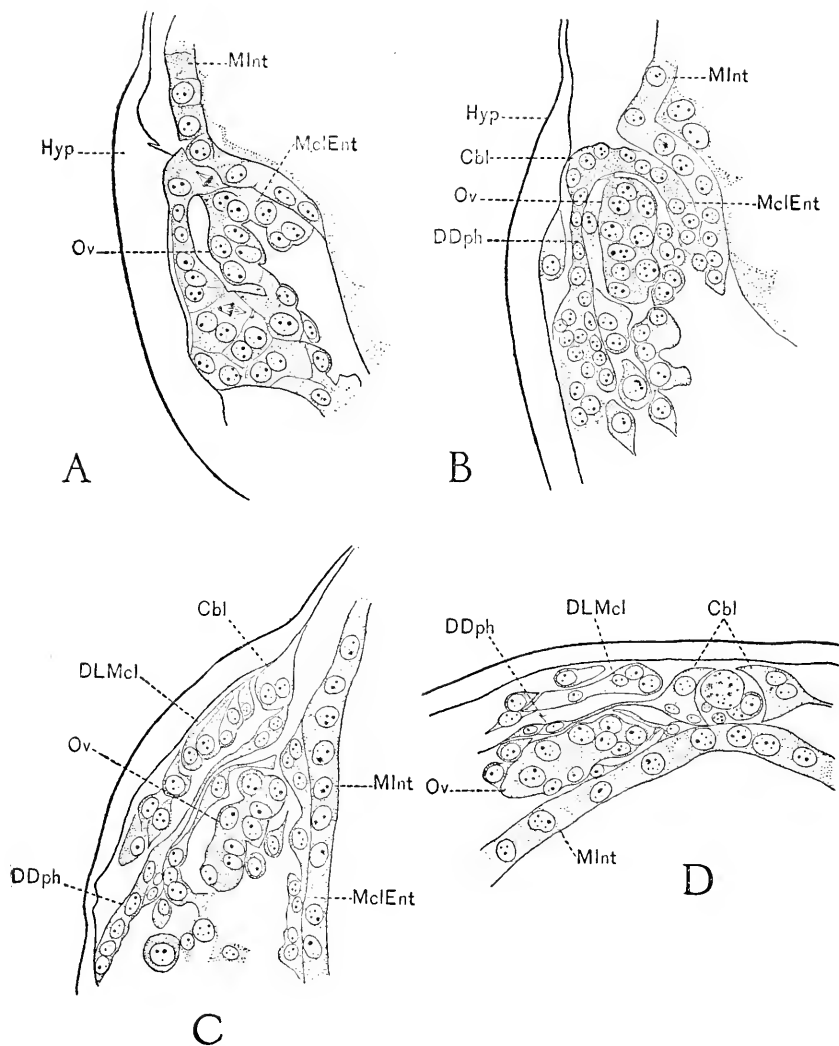 MInt
Hyp
MclEnt
Ov
A
MInt
Hyp
Cbl
Ov
MclEnt
DDph
B
Cbl
DLMcl
Ov
MInt
DDph
MclEnt
C
DLMcl
Cbl
DDph
Ov
MInt
D